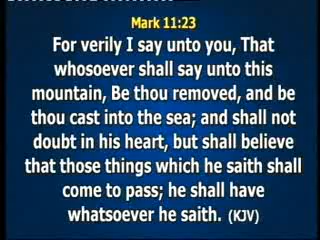 Mark 11:23
For verily I say unto you, That
whosoever shall say unto this
mountain, Be thou removed, and be
thou cast into the sea; and shall not
doubt in his heart, but shall believe
that those things which he saith shall
come to pass; he shall have
whatsoever he saith. (KJV)